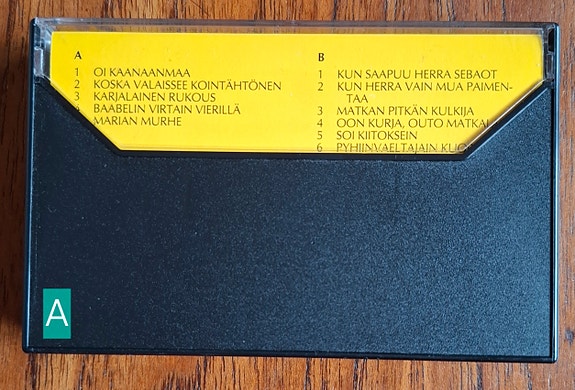 A
1 OI KAANAANMAA
2 KOSKA VALAISSEE KOINTÄHTÖNEN
3 KARJALAINEN RUKOUS
BAABELIN VIRTAIN VIERILLÄ
MARIAN MURHE
B
1 KUN SAAPUU HERRA SEBAOT
2 KUN HERRA VAIN MUA PAIMEN-
TAA
3 MATKAN PITKÄN KULKIJA
4 OON KURJA, OUTO
5 SOI KIITOKSEIN
6 PYHIINVAELTAJAIN
A